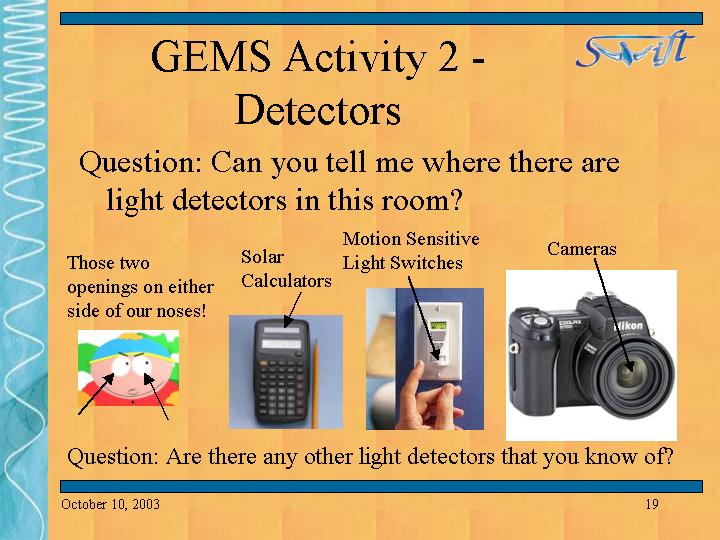 Swift
GEMS Activity 2 -
Detectors
Question: Can you tell me where there are
light detectors in this room?
Those two
openings on either
side of our noses!
Solar
Calculators
Motion Sensitive
Light Switches
Cameras
COOLPIX
5700
Nikon
Question: Are there any other light detectors that you know of?
October 10, 2003
19